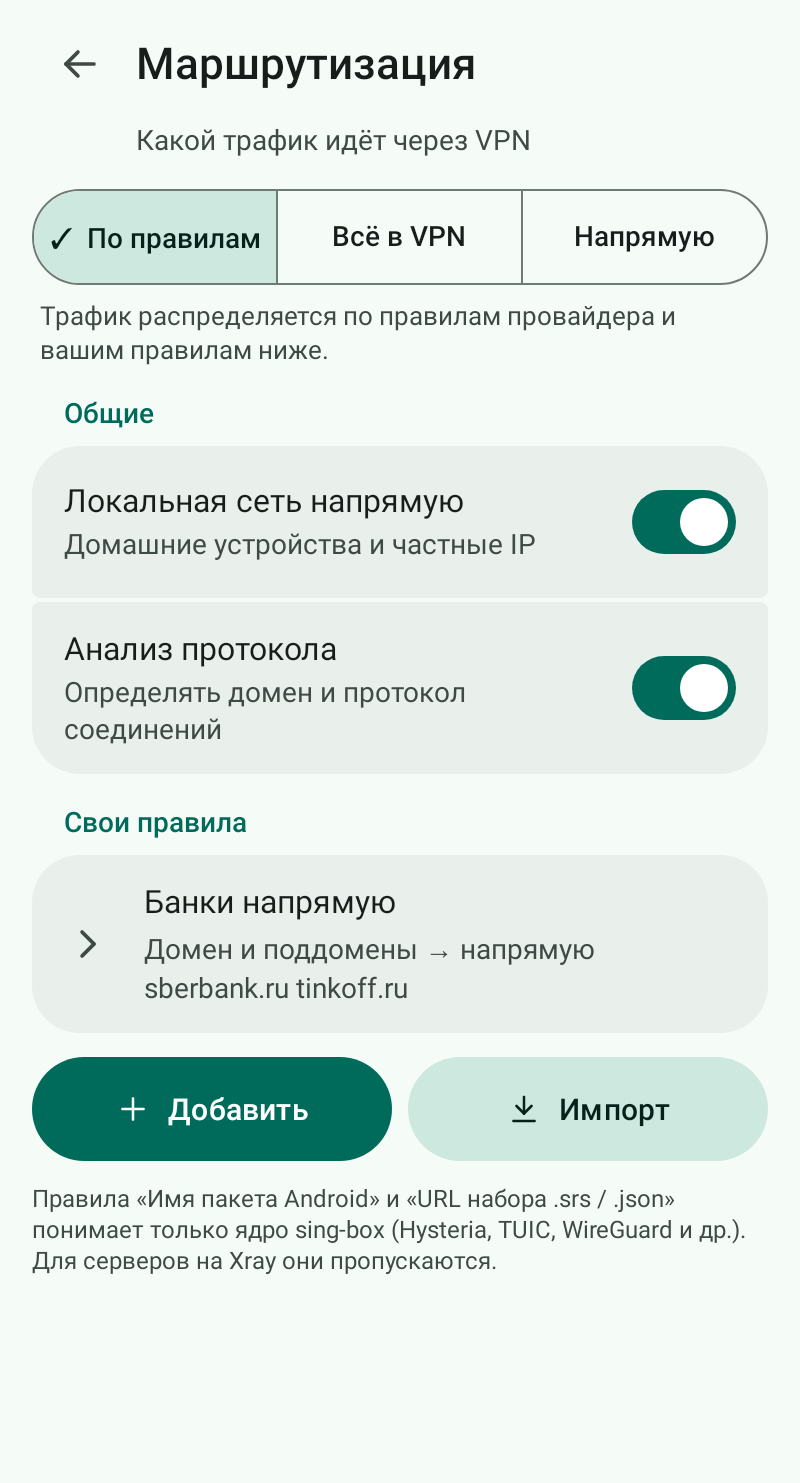 Маршрутизация
Какой трафик идёт через VPN
✓ По правилам
Всё в VPN
Напрямую
Трафик распределяется по правилам провайдера и
вашим правилам ниже.
Общие
Локальная сеть напрямую
Домашние устройства и частные IP
Анализ протокола
Определять домен и протокол
соединений
Свои правила
Банки напрямую
Домен и поддомены → напрямую
sberbank.ru tinkoff.ru
Добавить
Импорт
Правила «Имя пакета Android» и «URL набора .srs / .json»
понимает только ядро sing-box (Hysteria, TUIC, WireGuard и др.).
Для серверов на Xray они пропускаются.